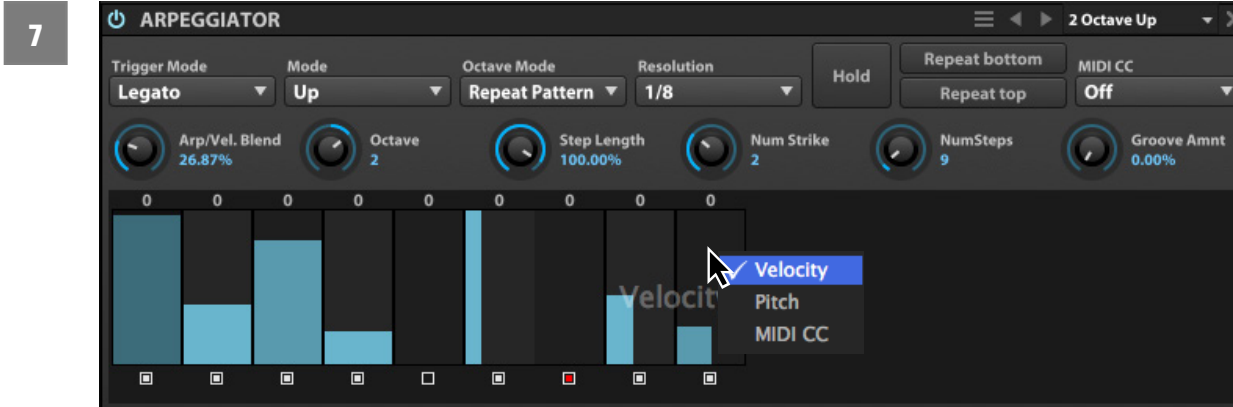 7
ARPEGGIATOR
2 Octave Up
Trigger Mode Mode Octave Mode Resolution Hold Repeat bottom MIDI CC
Legato Up Repeat Pattern 1/8 Repeat top Off
Arp/Vel. Blend Octave Step Length Num Strike NumSteps Groove Amnt
26.87% 2 100.00% 2 9 0.00%
0 0 0 0 0 0 0 0 0
Velocity
Pitch
MIDI CC